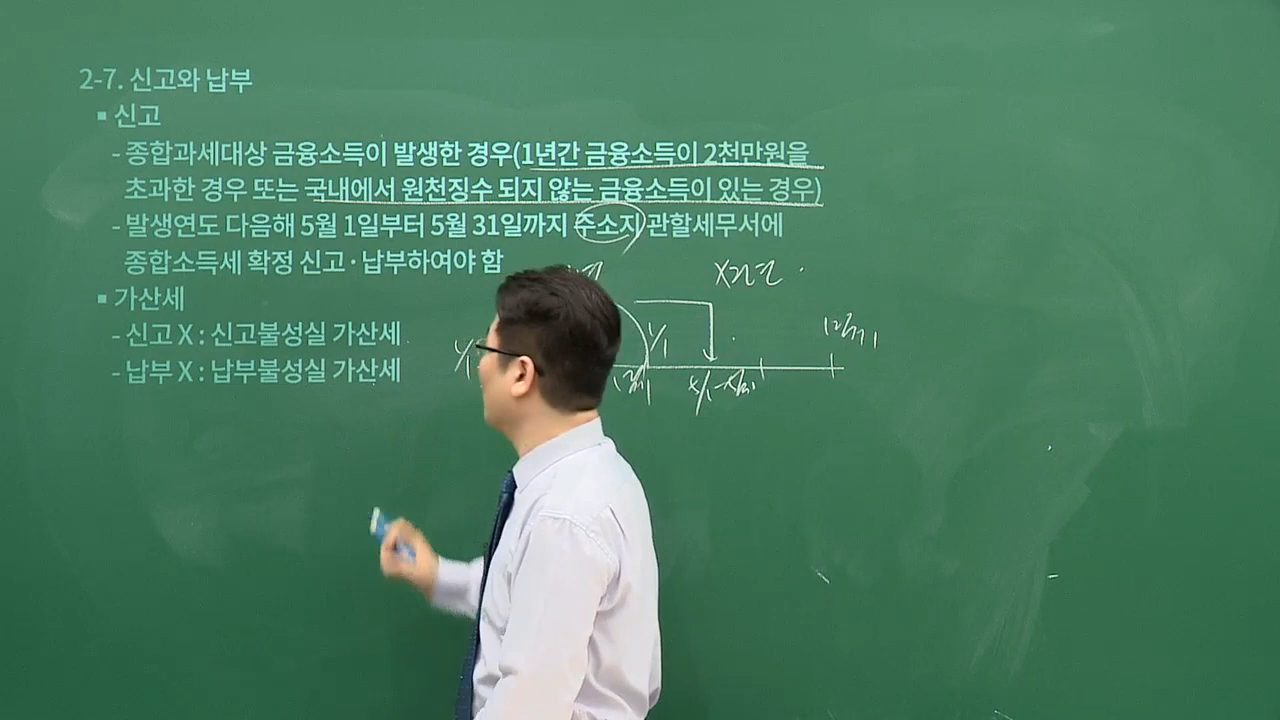 2-7. 신고와 납부
▪ 신고
- 종합과세대상 금융소득이 발생한 경우(1년간 금융소득이 2천만원을
초과한 경우 또는 국내에서 원천징수 되지 않는 금융소득이 있는 경우)
- 발생연도 다음해 5월 1일부터 5월 31일까지 주소지 관할세무서에
종합소득세 확정 신고·납부하여야 함
▪ 가산세
- 신고 X : 신고불성실 가산세
- 납부 X : 납부불성실 가산세
1/1